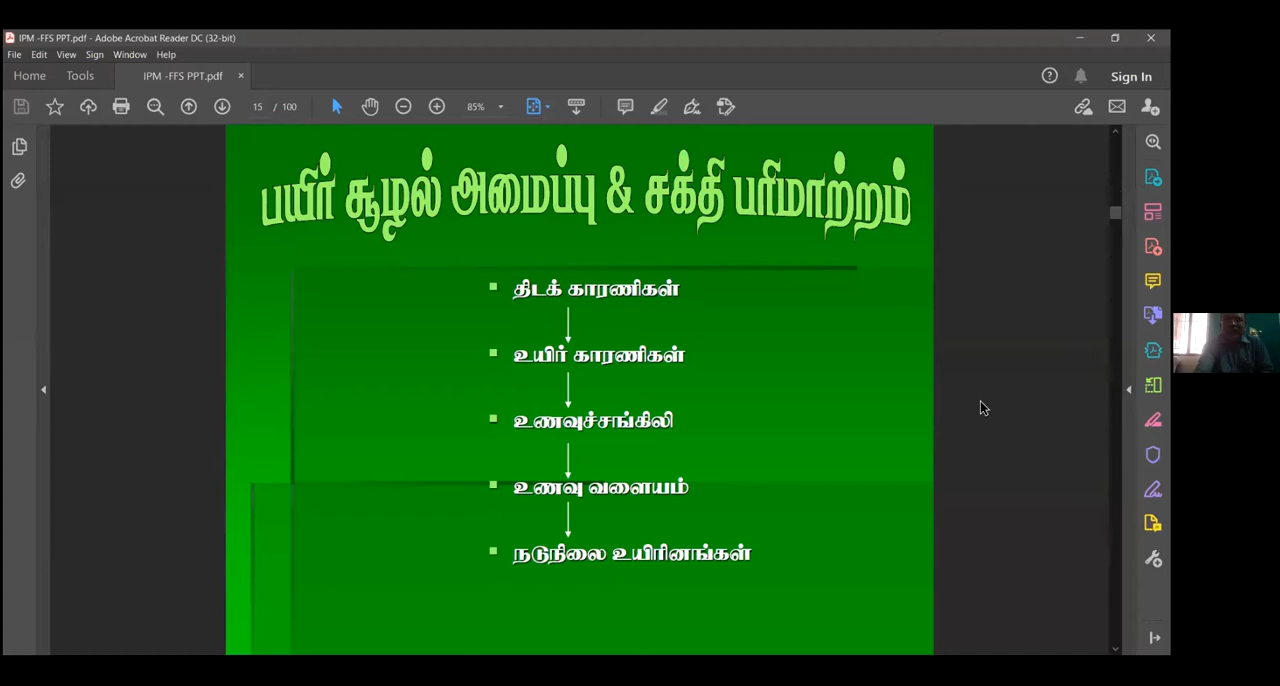 IPM -FFS PPT.pdf - Adobe Acrobat Reader DC (32-bit)
File Edit View Sign Window Help
Home Tools IPM -FFS PPT.pdf × Sign In
15 / 100 85%
பயிர் சூழல் அமைப்பு & சக்தி பரிமாற்றம்
திடக் காரணிகள்
உயிர் காரணிகள்
உணவுச்சங்கிலி
உணவு வளையம்
நடுநிலை உயிரினங்கள்